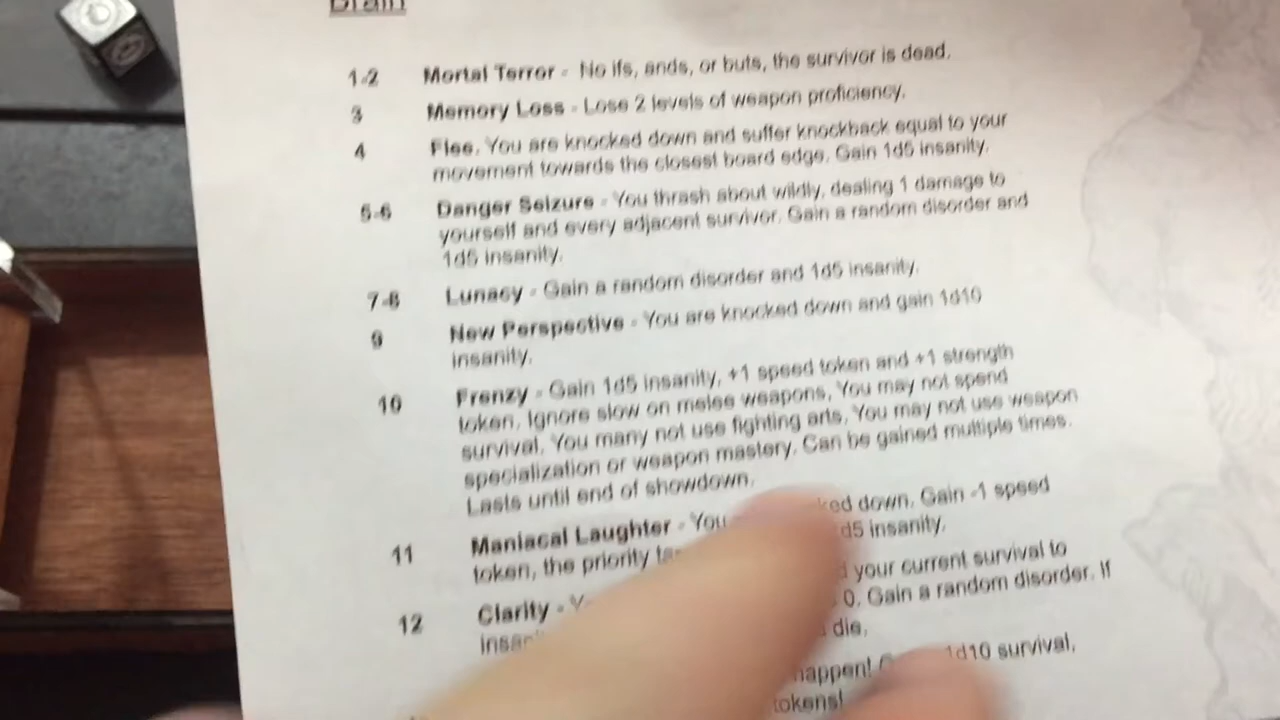 Brain
1-2 Mortal Terror - No ifs, ands, or buts, the survivor is dead.
3 Memory Loss - Lose 2 levels of weapon proficiency.
4 Flee. You are knocked down and suffer knockback equal to your
movement towards the closest board edge. Gain 1d5 insanity.
5-6 Danger Seizure - You thrash about wildly, dealing 1 damage to
yourself and every adjacent survivor. Gain a random disorder and
1d5 insanity.
7-8 Lunacy - Gain a random disorder and 1d5 insanity.
9 New Perspective - You are knocked down and gain 1d10
insanity.
10 Frenzy - Gain 1d5 insanity, +1 speed token and +1 strength
token. Ignore slow on melee weapons. You may not spend
survival. You many not use fighting arts. You may not use weapon
specialization or weapon mastery. Can be gained multiple times.
Lasts until end of showdown.
11 Maniacal Laughter - You down. Gain -1 speed
token, the priority insanity.
12 Clarity - your current survival to
0. Gain a random disorder. If
die.
happen! 1d10 survival,
tokens!